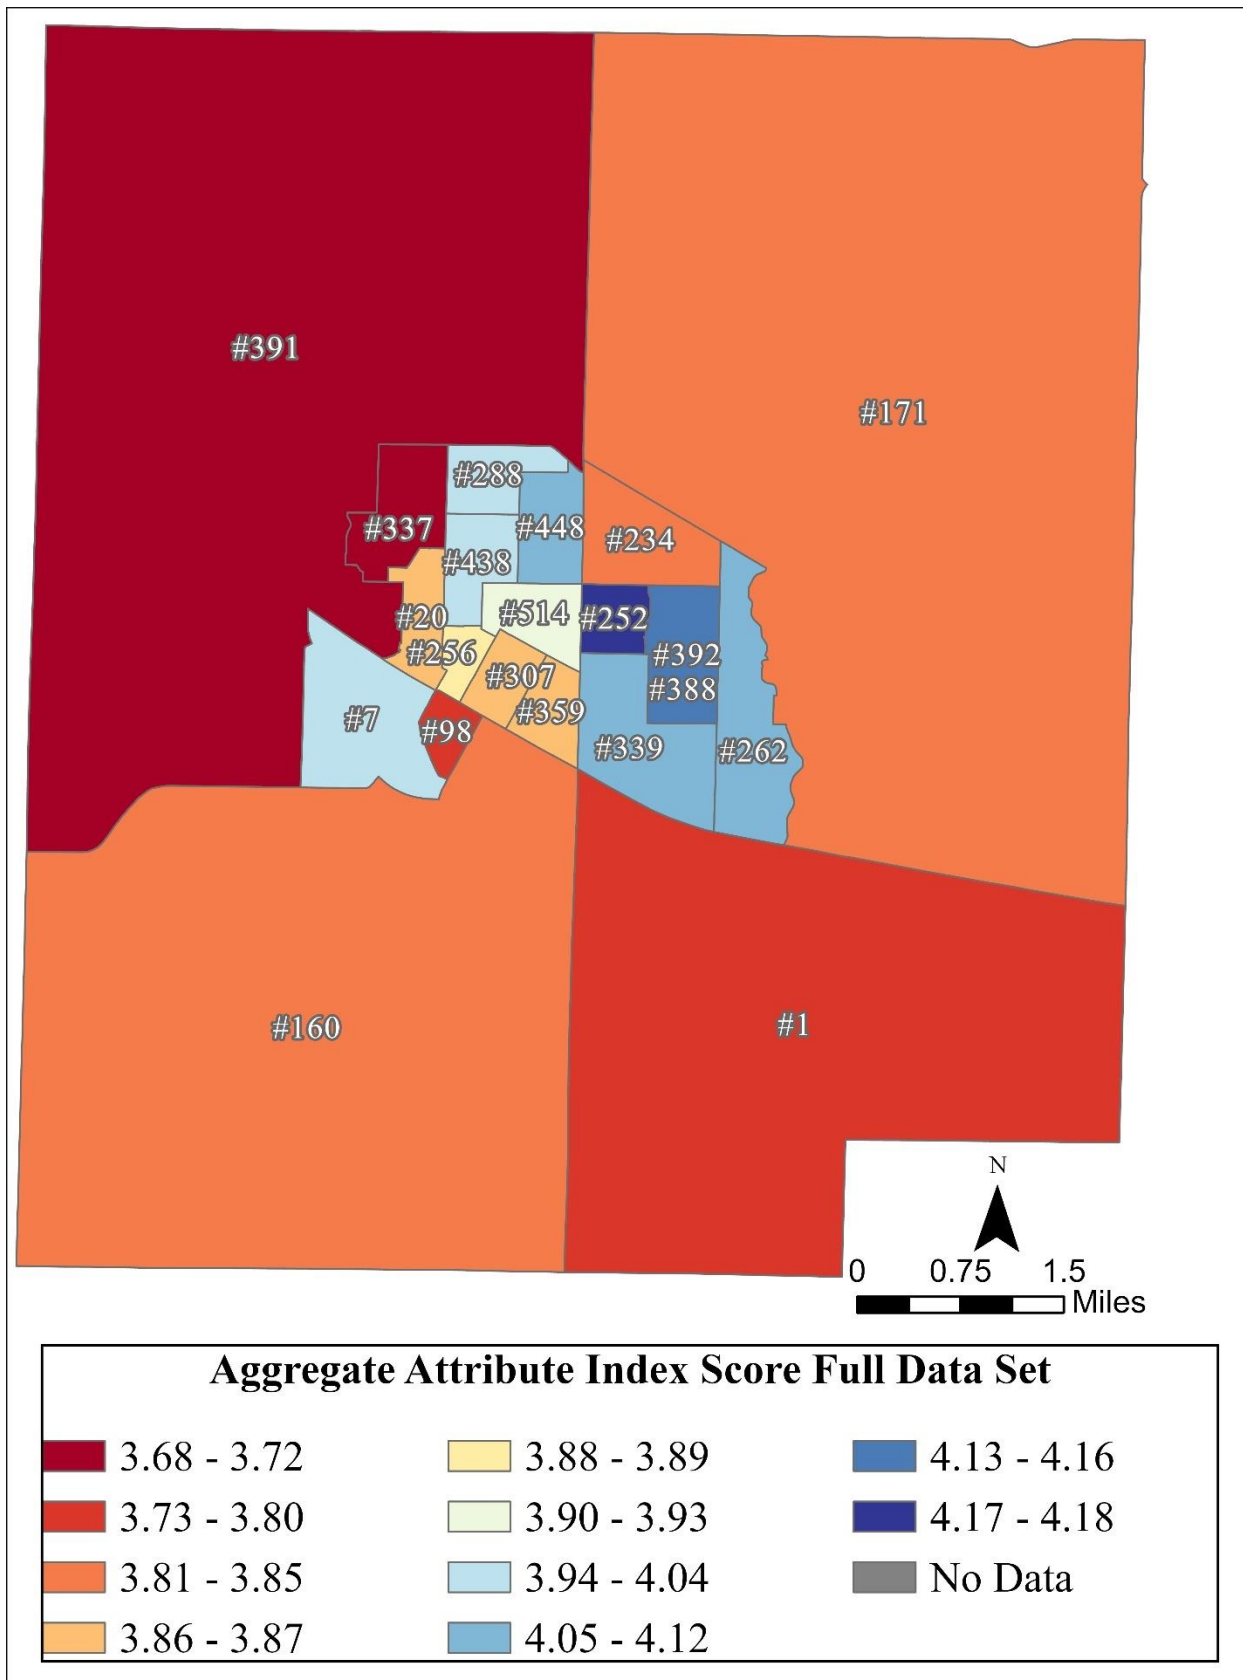 #391
#171
#288
#337
#448
#234
#438
#20
#514
#252
#256
#392
#307
#388
#7
#359
#98
#339
#262
#160
#1
N
0 0.75 1.5
Miles
Aggregate Attribute Index Score Full Data Set
3.68 - 3.72
3.73 - 3.80
3.81 - 3.85
3.86 - 3.87
3.88 - 3.89
3.90 - 3.93
3.94 - 4.04
4.05 - 4.12
4.13 - 4.16
4.17 - 4.18
No Data